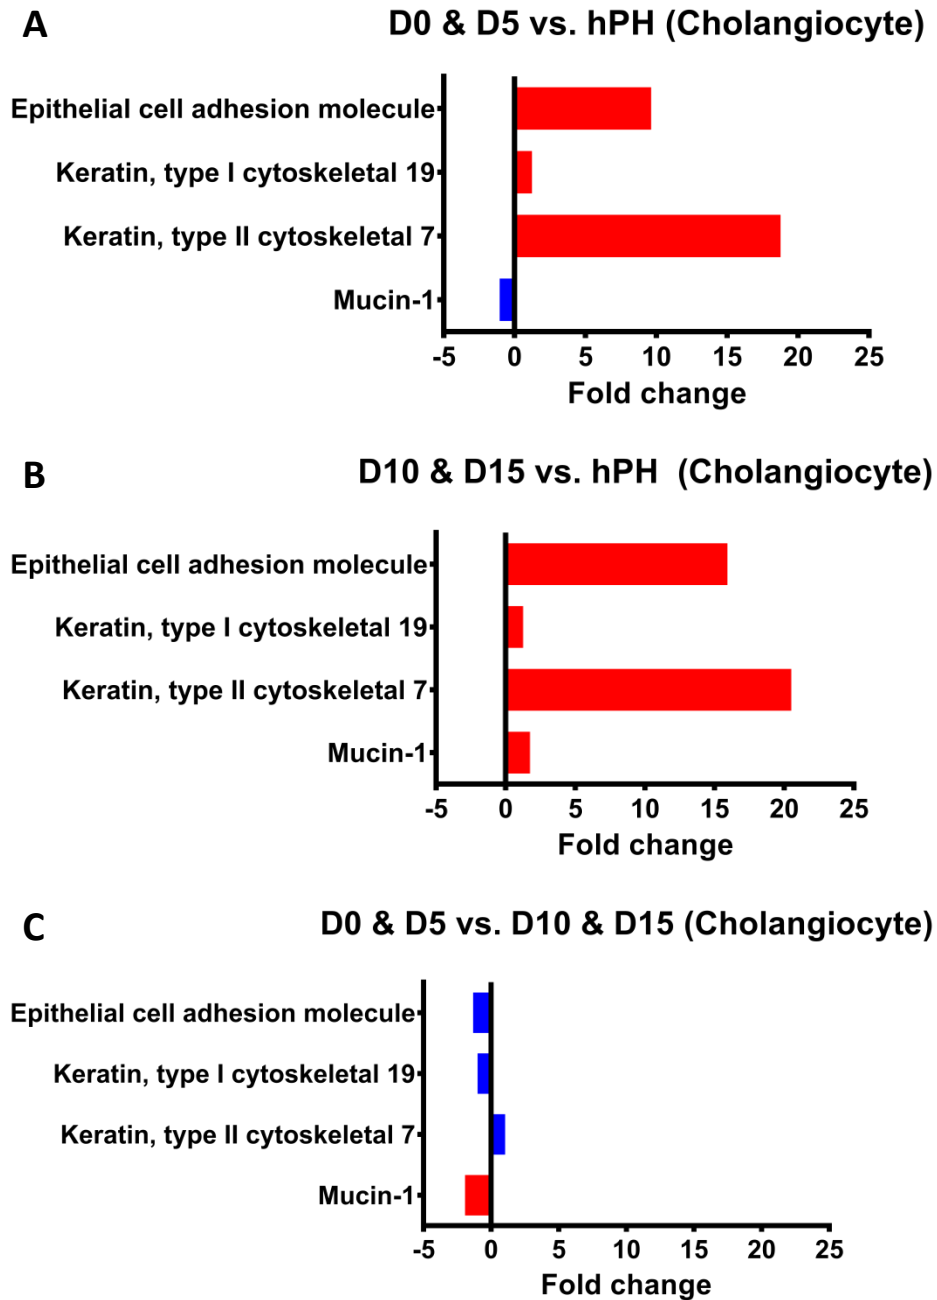 A
D0 & D5 vs. hPH (Cholangiocyte)
Epithelial cell adhesion molecule
Keratin, type I cytoskeletal 19
Keratin, type II cytoskeletal 7
Mucin-1
-5 0 5 10 15 20 25
Fold change
B
D10 & D15 vs. hPH (Cholangiocyte)
Epithelial cell adhesion molecule
Keratin, type I cytoskeletal 19
Keratin, type II cytoskeletal 7
Mucin-1
-5 0 5 10 15 20 25
Fold change
C
D0 & D5 vs. D10 & D15 (Cholangiocyte)
Epithelial cell adhesion molecule
Keratin, type I cytoskeletal 19
Keratin, type II cytoskeletal 7
Mucin-1
-5 0 5 10 15 20 25
Fold change